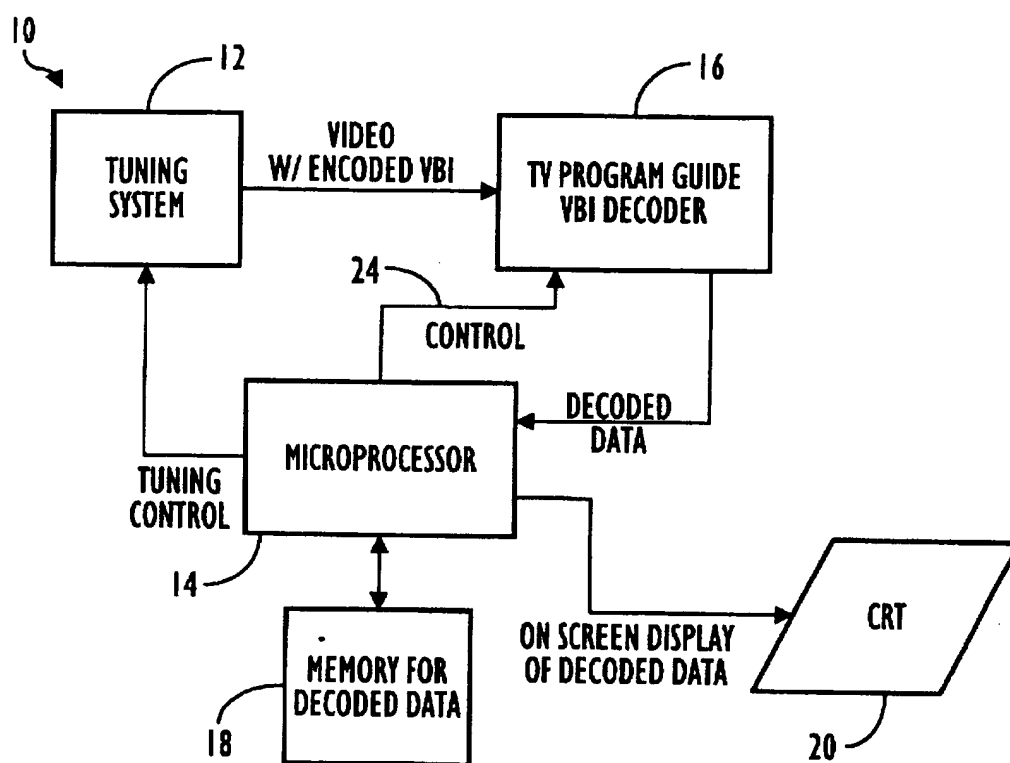 10
12
16
TUNING
SYSTEM
VIDEO
W/ ENCODED VBI
TV PROGRAM GUIDE
VBI DECODER
24
CONTROL
MICROPROCESSOR
DECODED
DATA
TUNING
CONTROL
14
MEMORY FOR
DECODED DATA
18
ON SCREEN DISPLAY
OF DECODED DATA
CRT
20